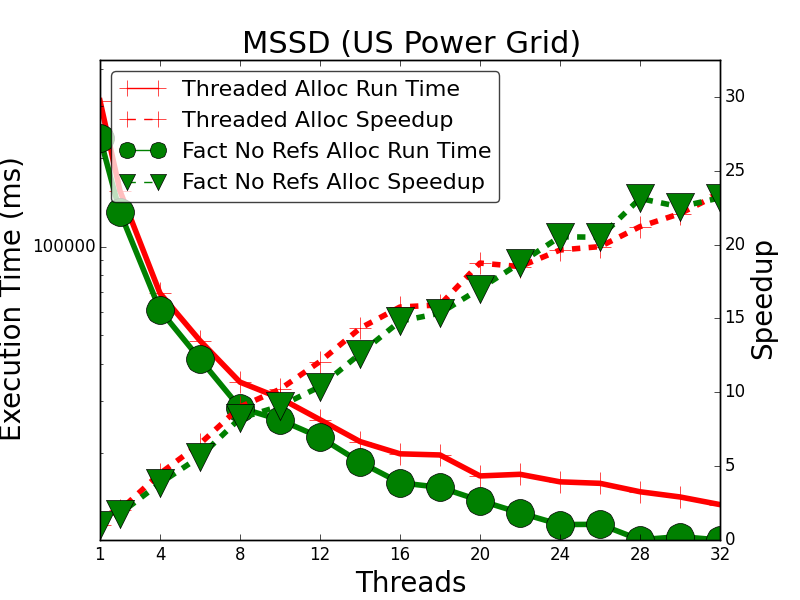 MSSD (US Power Grid)
Threaded Alloc Run Time
Threaded Alloc Speedup
Fact No Refs Alloc Run Time
Fact No Refs Alloc Speedup
Execution Time (ms)
100000
30
25
20
15
10
5
0
Speedup
1 4 8 12 16 20 24 28 32
Threads